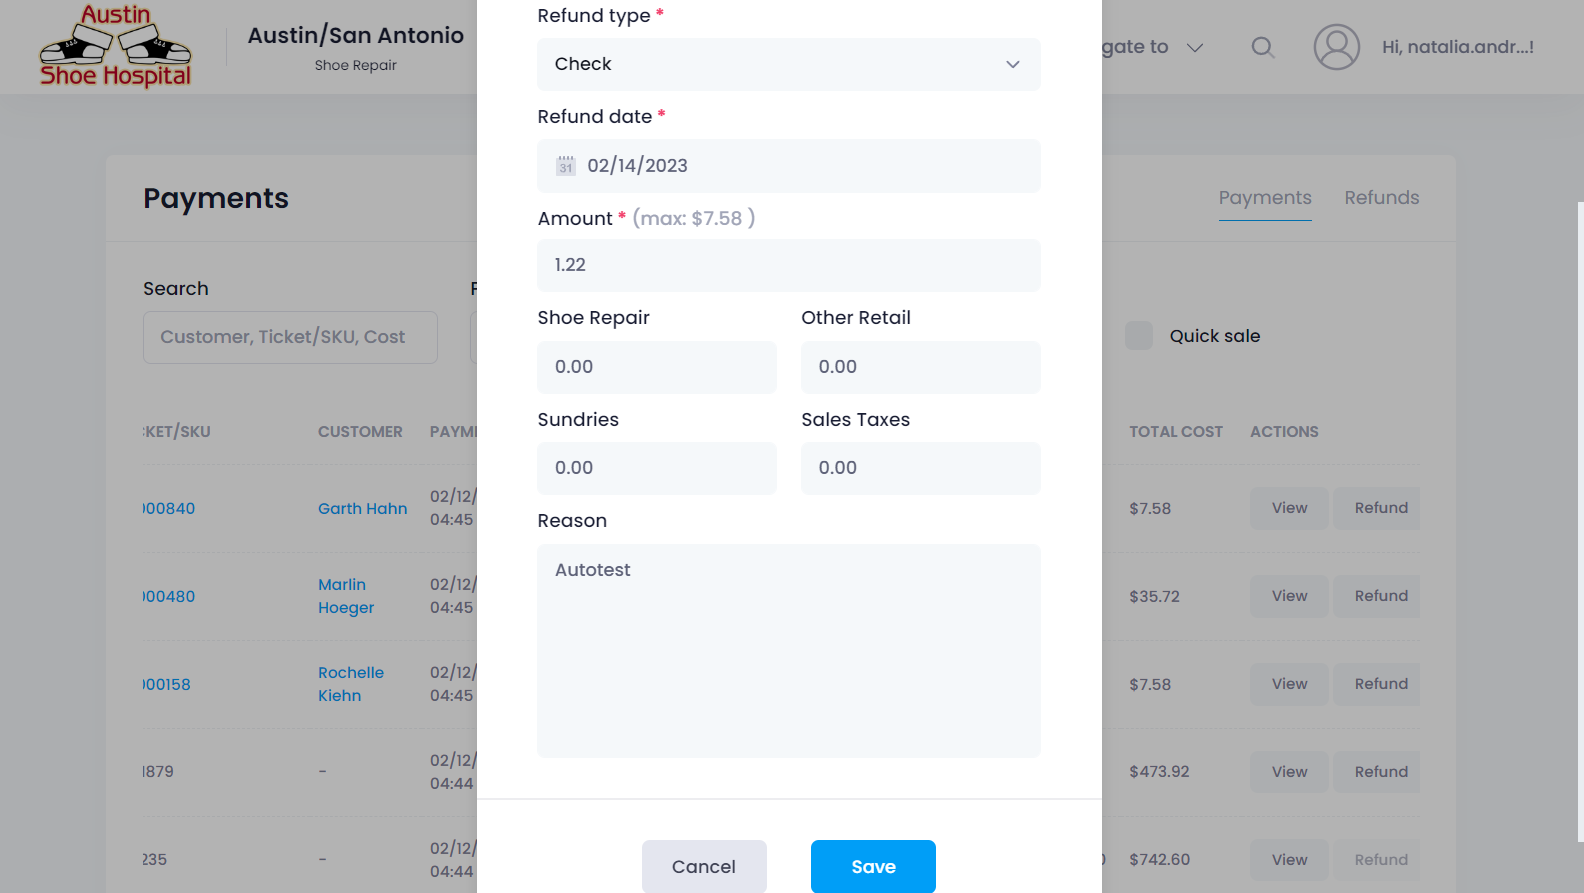 Austin
Shoe Hospital
Austin/San Antonio
Shoe Repair
gate to
Hi, natalia.andr...!
Payments
Payments
Refunds
Search
Customer, Ticket/SKU, Cost
Quick sale
KET/SKU
CUSTOMER
PAYM
TOTAL COST
ACTIONS
000840
Garth Hahn
02/12/
04:45
$7.58
View
Refund
000480
Marlin
Hoeger
02/12/
04:45
$35.72
View
Refund
000158
Rochelle
Kiehn
02/12/
04:45
$7.58
View
Refund
1879
-
02/12/
04:44
$473.92
View
Refund
235
-
02/12/
04:44
$742.60
View
Refund
Refund type *
Check
Refund date *
31
02/14/2023
Amount * (max: $7.58 )
1.22
Shoe Repair
Other Retail
0.00
0.00
Sundries
Sales Taxes
0.00
0.00
Reason
Autotest
Cancel
Save